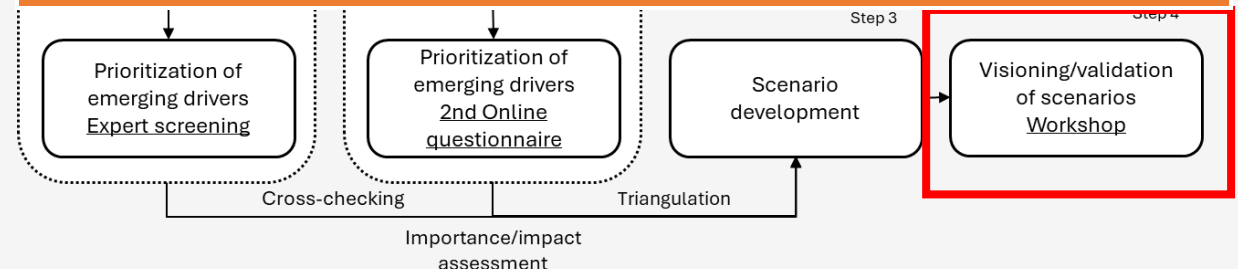 Step 3
Step 4
Prioritization of
emerging drivers
Expert screening
Prioritization of
emerging drivers
2nd Online
questionnaire
Scenario
development
Visioning/validation
of scenarios
Workshop
Cross-checking
Triangulation
Importance/impact
assessment